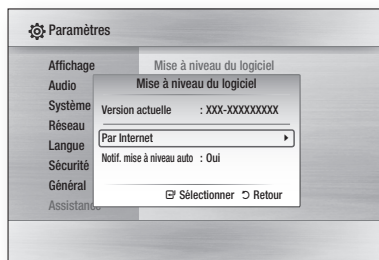 Paramètres
Affichage
Mise à niveau du logiciel
Audio
Mise à niveau du logiciel
Système
Version actuelle : XXX-XXXXXXXXX
Réseau
Par Internet
Langue
Notif. mise à niveau auto : Oui
Sécurité
Général
Sélectionner Retour
Assistance